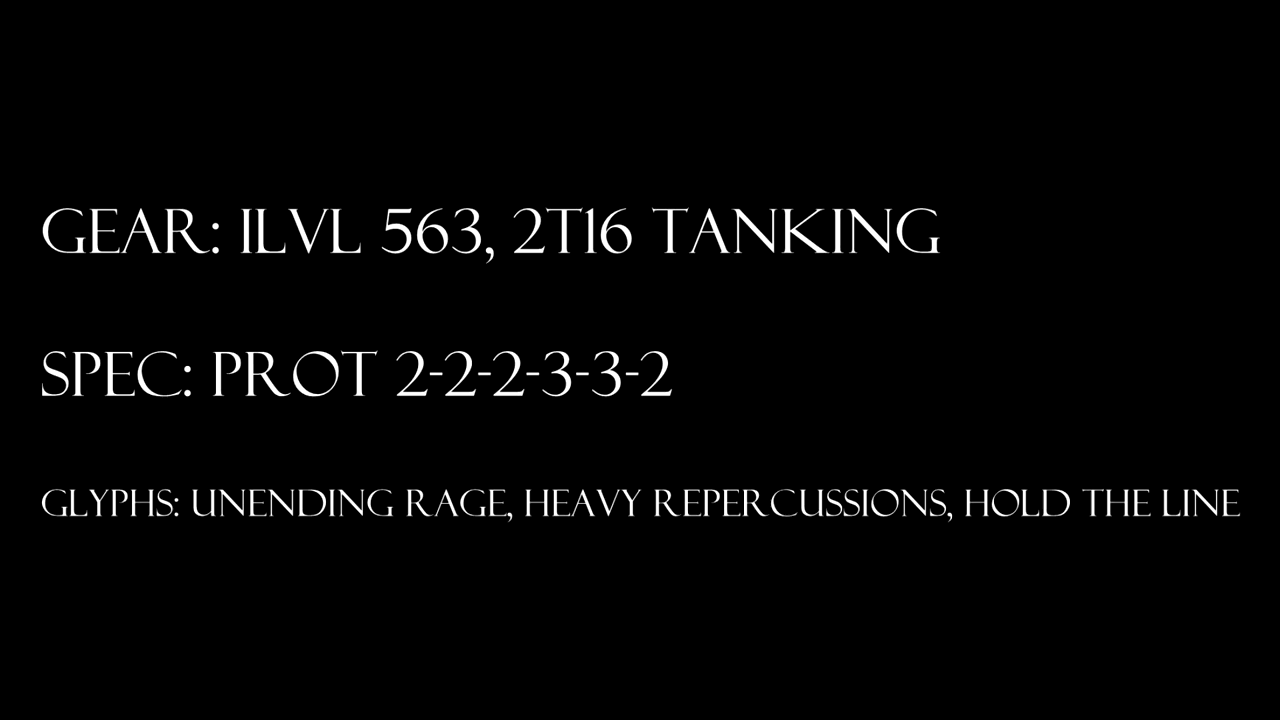 GEAR: ILVL 563, 2T16 TANKING
SPEC: PROT 2-2-2-3-3-2
GLYPHS: UNENDING RAGE, HEAVY REPERCUSSIONS, HOLD THE LINE